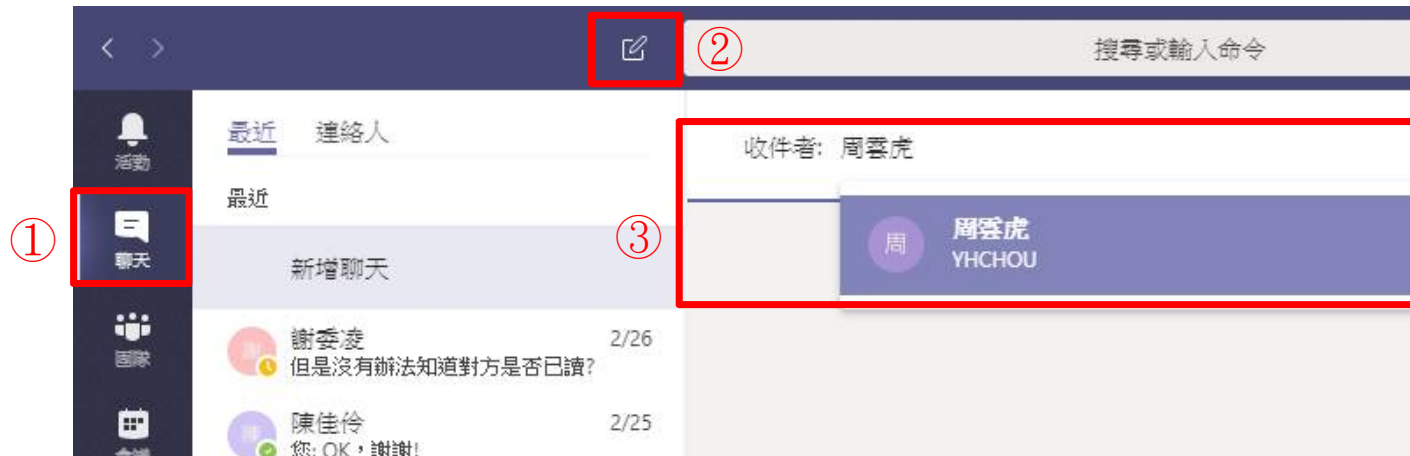 ②
搜尋或輸入命令
活動
最近 連絡人
收件者: 周雲虎
最近
①
聊天
新增聊天
③
周
周雲虎
YHCHOU
團隊
謝委凌 2/26
但是沒有辦法知道對方是否已讀?
陳佳伶 2/25
您: OK,謝謝!